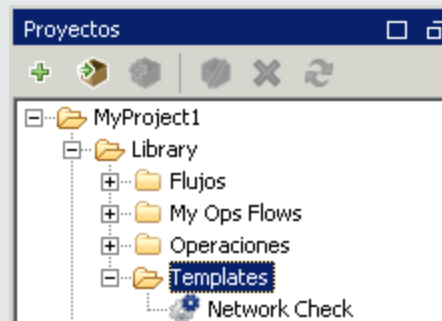 Proyectos
MyProject1
Library
Flujos
My Ops Flows
Operaciones
Templates
Network Check